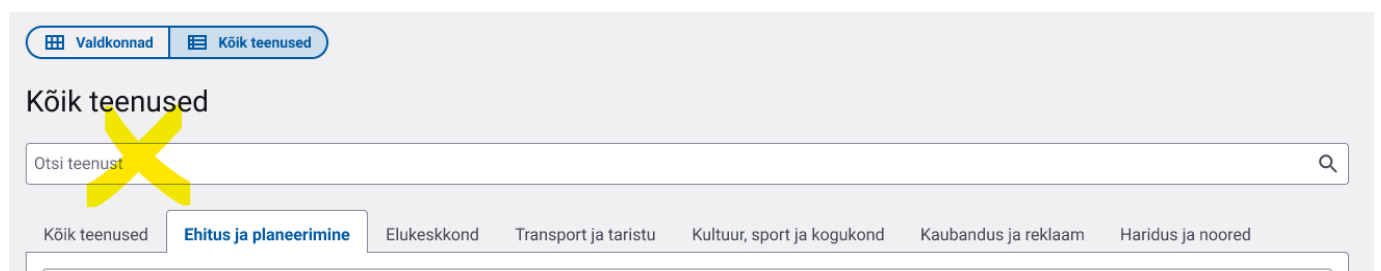 Valdkonnad Kõik teenused
Kõik teenused
Otsi teenust
Kõik teenused Ehitus ja planeerimine Elukeskkond Transport ja taristu Kultuur, sport ja kogukond Kaubandus ja reklaam Haridus ja noored